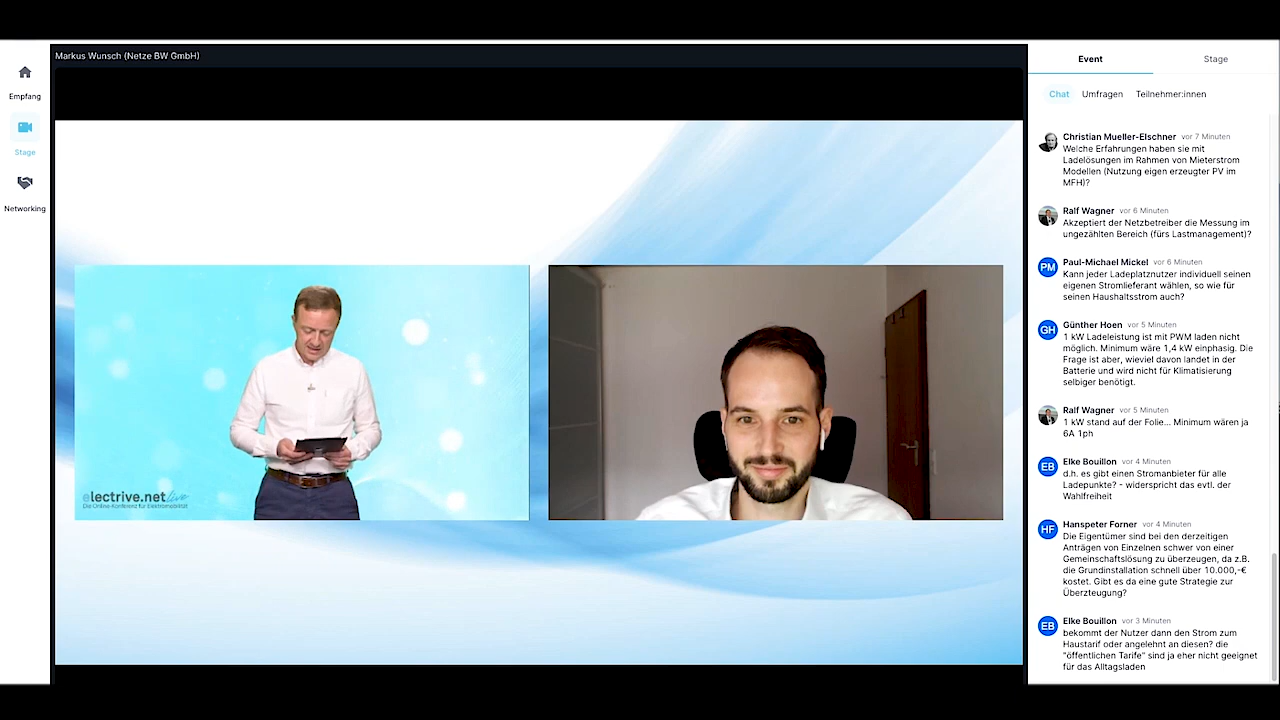 Markus Wunsch (Netze BW GmbH)
Empfang
Stage
Networking
electrive.net live
Die Online-Konferenz für Elektromobilität
Event
Stage
Chat
Umfragen
Teilnehmer:innen
Christian Mueller-Elschner vor 7 Minuten
Welche Erfahrungen haben sie mit
Ladelösungen im Rahmen von Mieterstrom
Modellen (Nutzung eigen erzeugter PV im
MFH)?
Ralf Wagner vor 6 Minuten
Akzeptiert der Netzbetreiber die Messung im
ungezählten Bereich (fürs Lastmanagement)?
PM
Paul-Michael Mickel vor 6 Minuten
Kann jeder Ladeplatznutzer individuell seinen
eigenen Stromlieferant wählen, so wie für
seinen Haushaltsstrom auch?
GH
Günther Hoen vor 5 Minuten
1 kW Ladeleistung ist mit PWM laden nicht
möglich. Minimum wäre 1,4 kW einphasig. Die
Frage ist aber, wieviel davon landet in der
Batterie und wird nicht für Klimatisierung
selbiger benötigt.
Ralf Wagner vor 5 Minuten
1 kW stand auf der Folie... Minimum wären ja
6A 1ph
EB
Elke Bouillon vor 4 Minuten
d.h. es gibt einen Stromanbieter für alle
Ladepunkte? - widerspricht das evtl. der
Wahlfreiheit
HF
Hanspeter Forner vor 4 Minuten
Die Eigentümer sind bei den derzeitigen
Anträgen von Einzelnen schwer von einer
Gemeinschaftslösung zu überzeugen, da z.B.
die Grundinstallation schnell über 10.000,-€
kostet. Gibt es da eine gute Strategie zur
Überzteugung?
EB
Elke Bouillon vor 3 Minuten
bekommt der Nutzer dann den Strom zum
Haustarif oder angelehnt an diesen? die
"öffentlichen Tarife" sind ja eher nicht geeignet
für das Alltagsladen